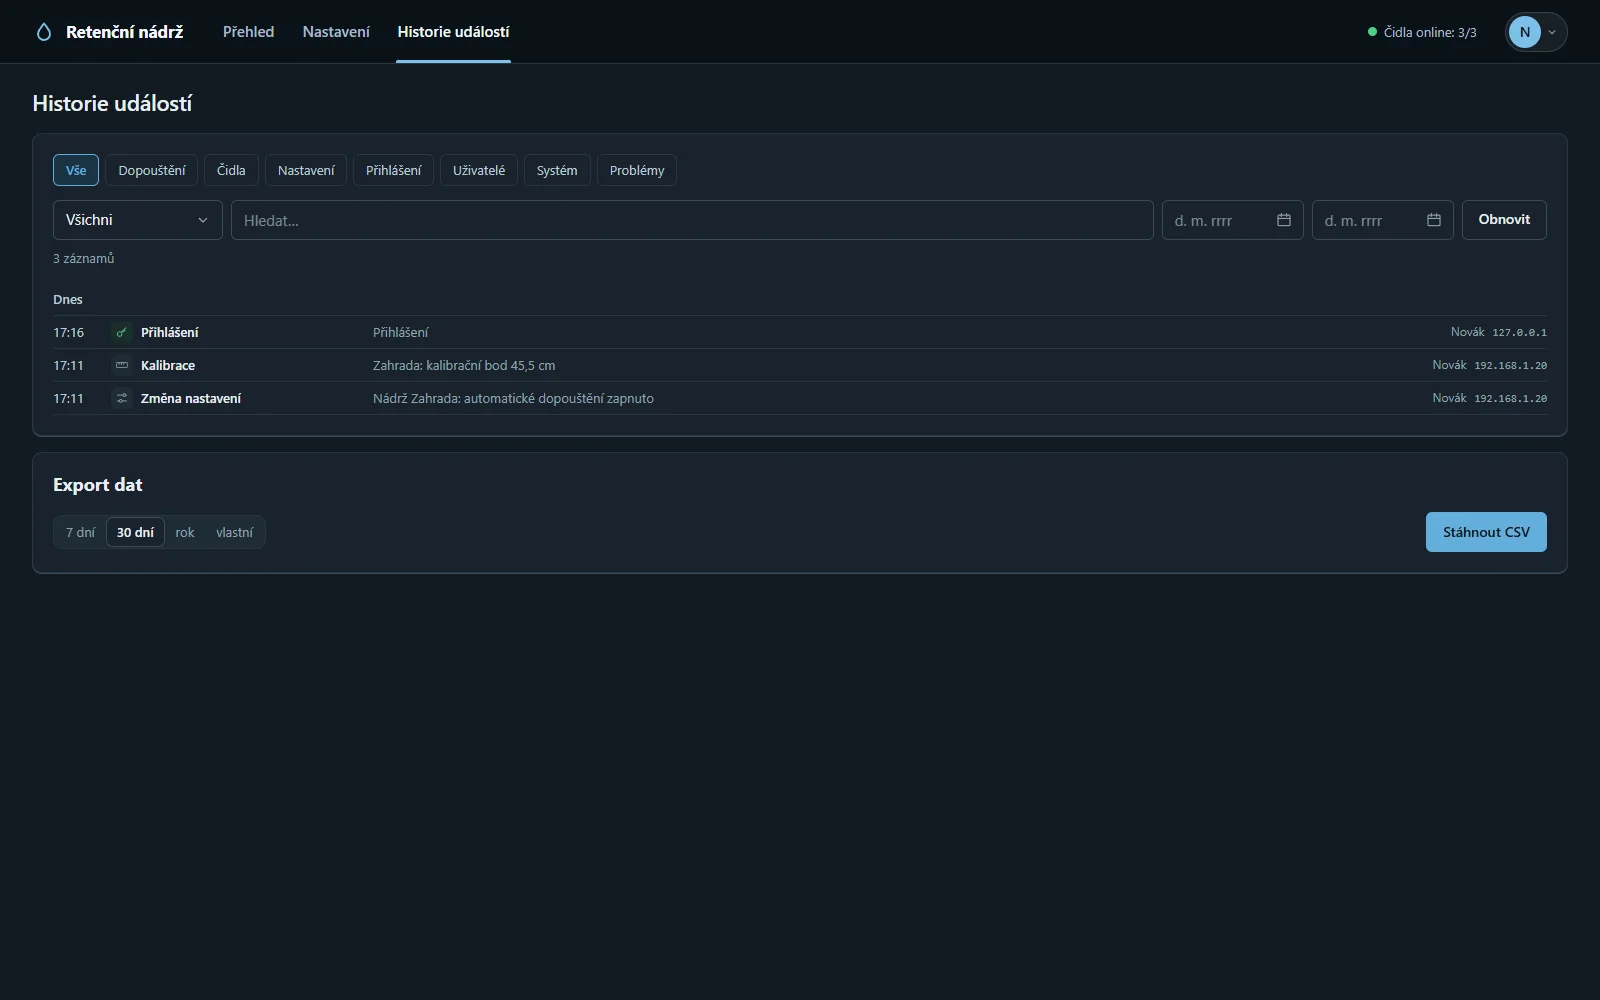 Retenční nádrž Přehled Nastavení Historie událostí Čidla online: 3/3 N
Historie událostí
Vše Dopouštění Čidla Nastavení Přihlášení Uživatelé Systém Problémy
Všichni Hledat... d. m. rrrr d. m. rrrr Obnovit
3 záznamů
Dnes
17:16 Přihlášení Přihlášení Novák 127.0.0.1
17:11 Kalibrace Zahrada: kalibrační bod 45,5 cm Novák 192.168.1.20
17:11 Změna nastavení Nádrž Zahrada: automatické dopouštění zapnuto Novák 192.168.1.20
Export dat
7 dní 30 dní rok vlastní Stáhnout CSV